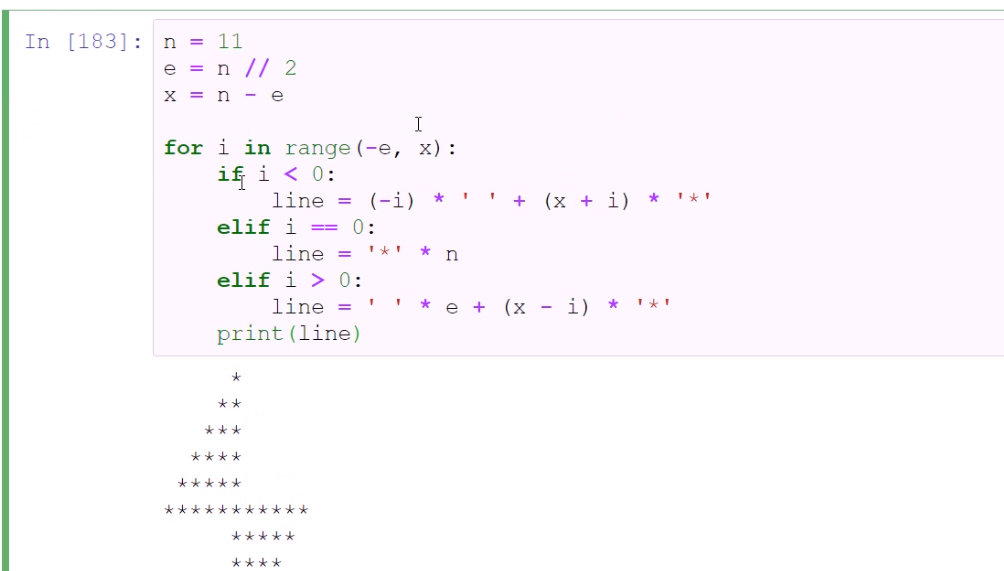 In [183]:
n = 11
e = n // 2
x = n - e
for i in range(-e, x):
    if i < 0:
        line = (-i) * ' ' + (x + i) * '*'
    elif i == 0:
        line = '*' * n
    elif i > 0:
        line = ' ' * e + (x - i) * '*'
    print(line)
     *
    **
   ***
  ****
 *****
***********
     *****
     ****